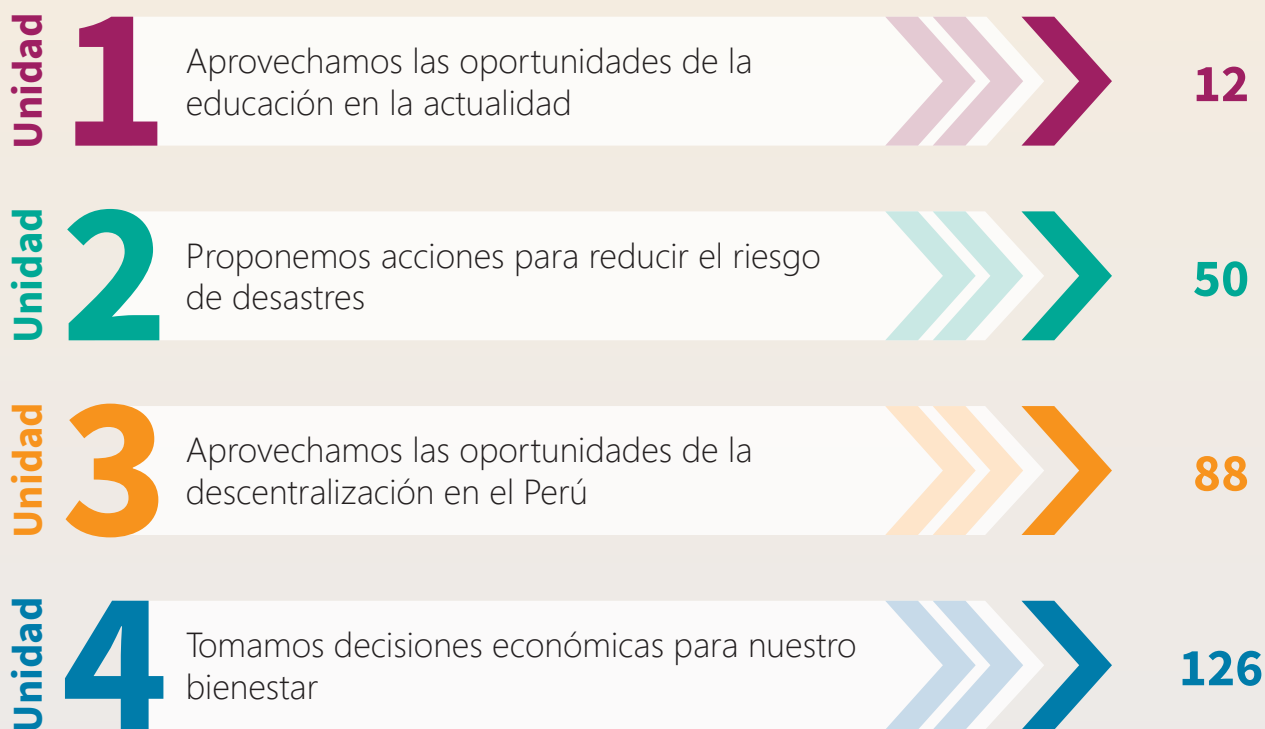 Unidad 1
Aprovechamos las oportunidades de la
educación en la actualidad
12
Unidad 2
Proponemos acciones para reducir el riesgo
de desastres
50
Unidad 3
Aprovechamos las oportunidades de la
descentralización en el Perú
88
Unidad 4
Tomamos decisiones económicas para nuestro
bienestar
126